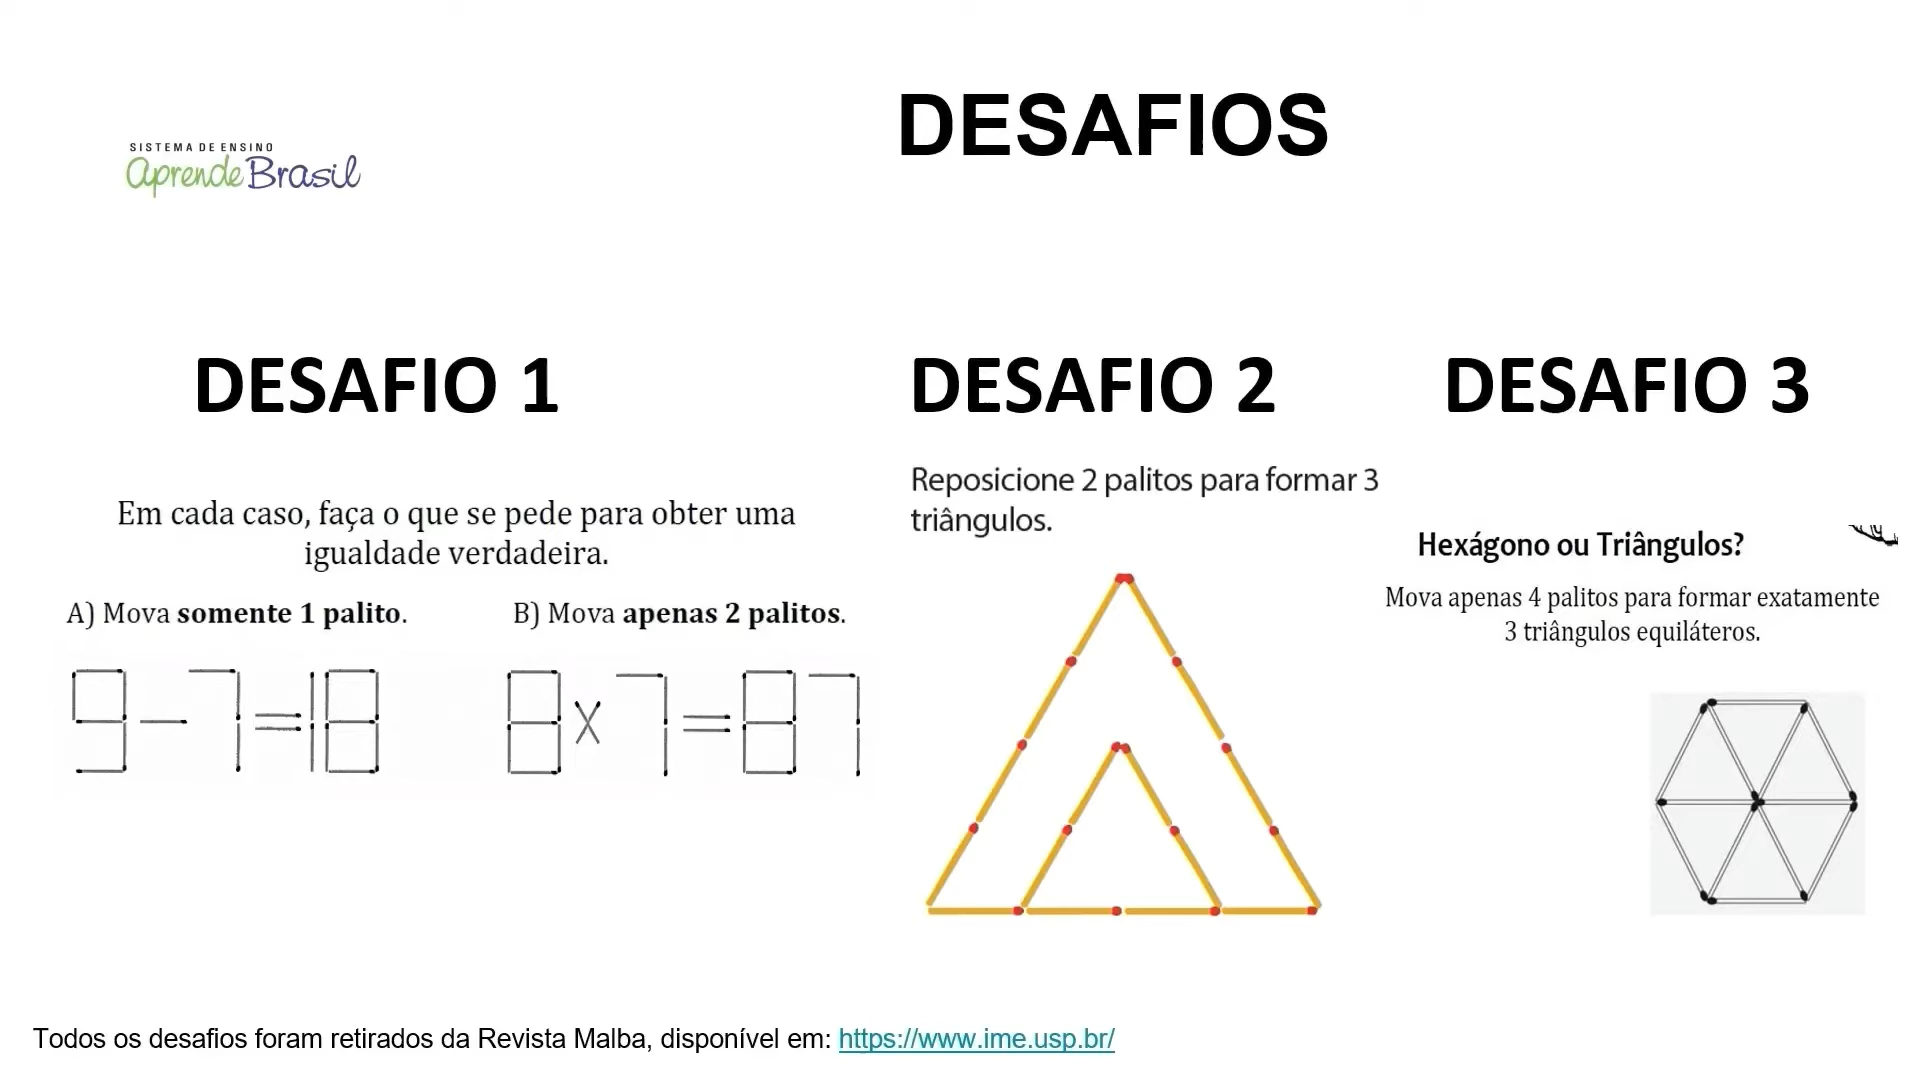 DESAFIOS
SISTEMA DE ENSINO
aprende Brasil
DESAFIO 1
Em cada caso, faça o que se pede para obter uma
igualdade verdadeira.
A) Mova somente 1 palito.
B) Mova apenas 2 palitos.
9-7=18
8x7=87
DESAFIO 2
Reposicione 2 palitos para formar 3
triângulos.
DESAFIO 3
Hexágono ou Triângulos?
Mova apenas 4 palitos para formar exatamente
3 triângulos equiláteros.
Todos os desafios foram retirados da Revista Malba, disponível em: https://www.ime.usp.br/